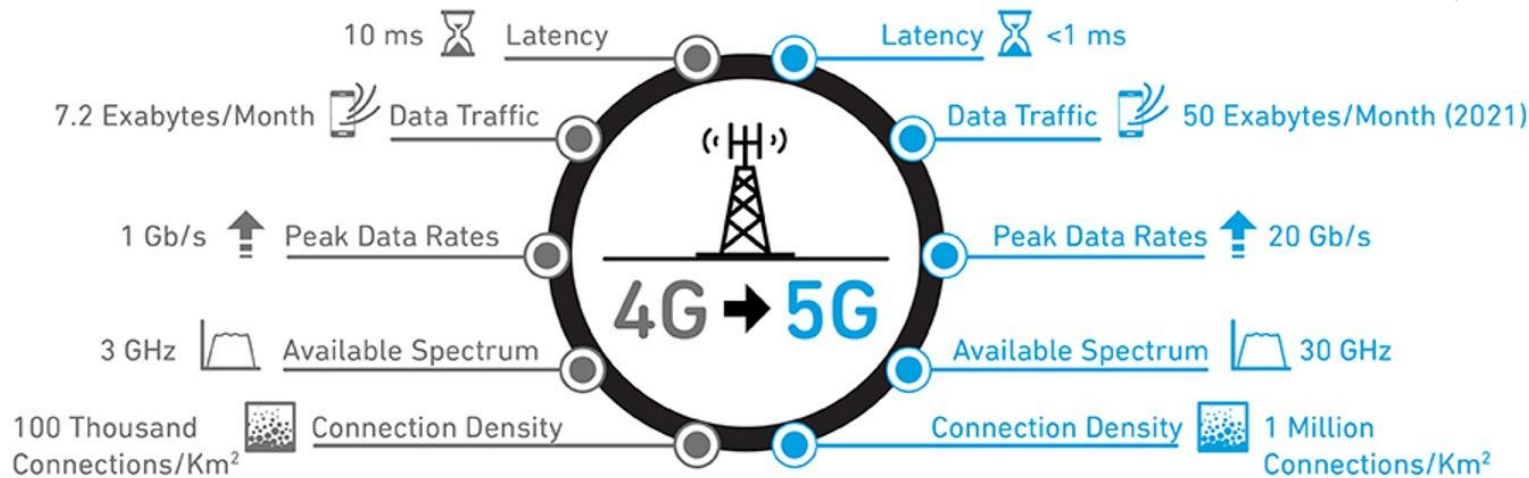 10 ms Latency
Latency <1 ms
7.2 Exabytes/Month Data Traffic
Data Traffic 50 Exabytes/Month (2021)
1 Gb/s Peak Data Rates
Peak Data Rates 20 Gb/s
4G 5G
3 GHz Available Spectrum
Available Spectrum 30 GHz
100 Thousand
Connections/Km²
Connection Density
Connection Density
1 Million
Connections/Km²